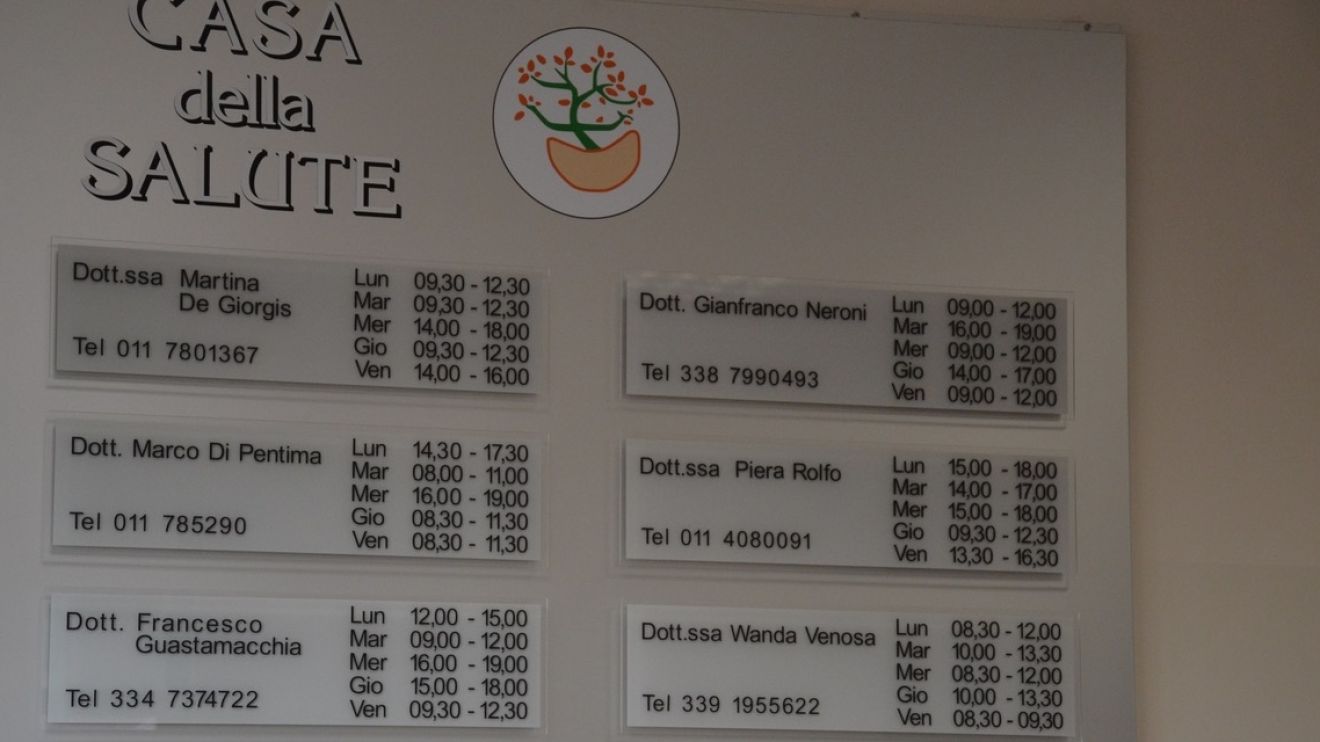 CASA
della
SALUTE
Dott.ssa Martina
De Giorgis
Tel 011 7801367
Lun 09,30 - 12,30
Mar 09,30 - 12,30
Mer 14,00 - 18,00
Gio 09,30 - 12,30
Ven 14,00 - 16,00
Dott. Gianfranco Neroni
Tel 338 7990493
Lun 09,00 - 12,00
Mar 16,00 - 19,00
Mer 09,00 - 12,00
Gio 14,00 - 17,00
Ven 09,00 - 12,00
Dott. Marco Di Pentima
Tel 011 785290
Lun 14,30 - 17,30
Mar 08,00 - 11,00
Mer 16,00 - 19,00
Gio 08,30 - 11,30
Ven 08,30 - 11,30
Dott.ssa Piera Rolfo
Tel 011 4080091
Lun 15,00 - 18,00
Mar 14,00 - 17,00
Mer 15,00 - 18,00
Gio 09,30 - 12,30
Ven 13,30 - 16,30
Dott. Francesco
Guastamacchia
Tel 334 7374722
Lun 12,00 - 15,00
Mar 09,00 - 12,00
Mer 16,00 - 19,00
Gio 15,00 - 18,00
Ven 09,30 - 12,30
Dott.ssa Wanda Venosa
Tel 339 1955622
Lun 08,30 - 12,00
Mar 10,00 - 13,30
Mer 08,30 - 12,00
Gio 10,00 - 13,30
Ven 08,30 - 09,30